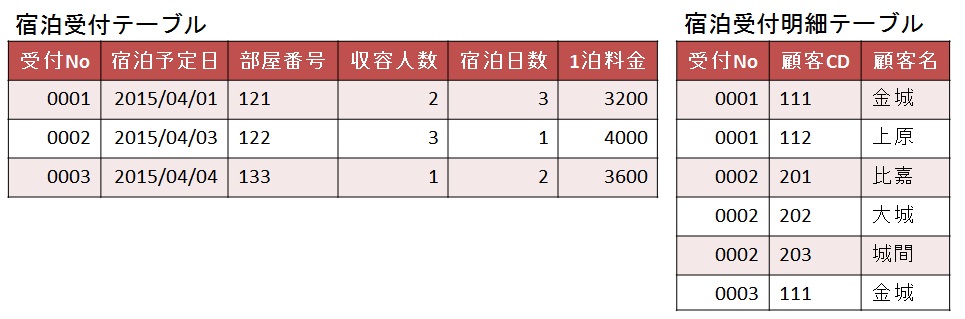 宿泊受付テーブル
受付No 宿泊予定日 部屋番号 収容人数 宿泊日数 1泊料金
0001 2015/04/01 121 2 3 3200
0002 2015/04/03 122 3 1 4000
0003 2015/04/04 133 1 2 3600
宿泊受付明細テーブル
受付No 顧客CD 顧客名
0001 111 金城
0001 112 上原
0002 201 比嘉
0002 202 大城
0002 203 城間
0003 111 金城